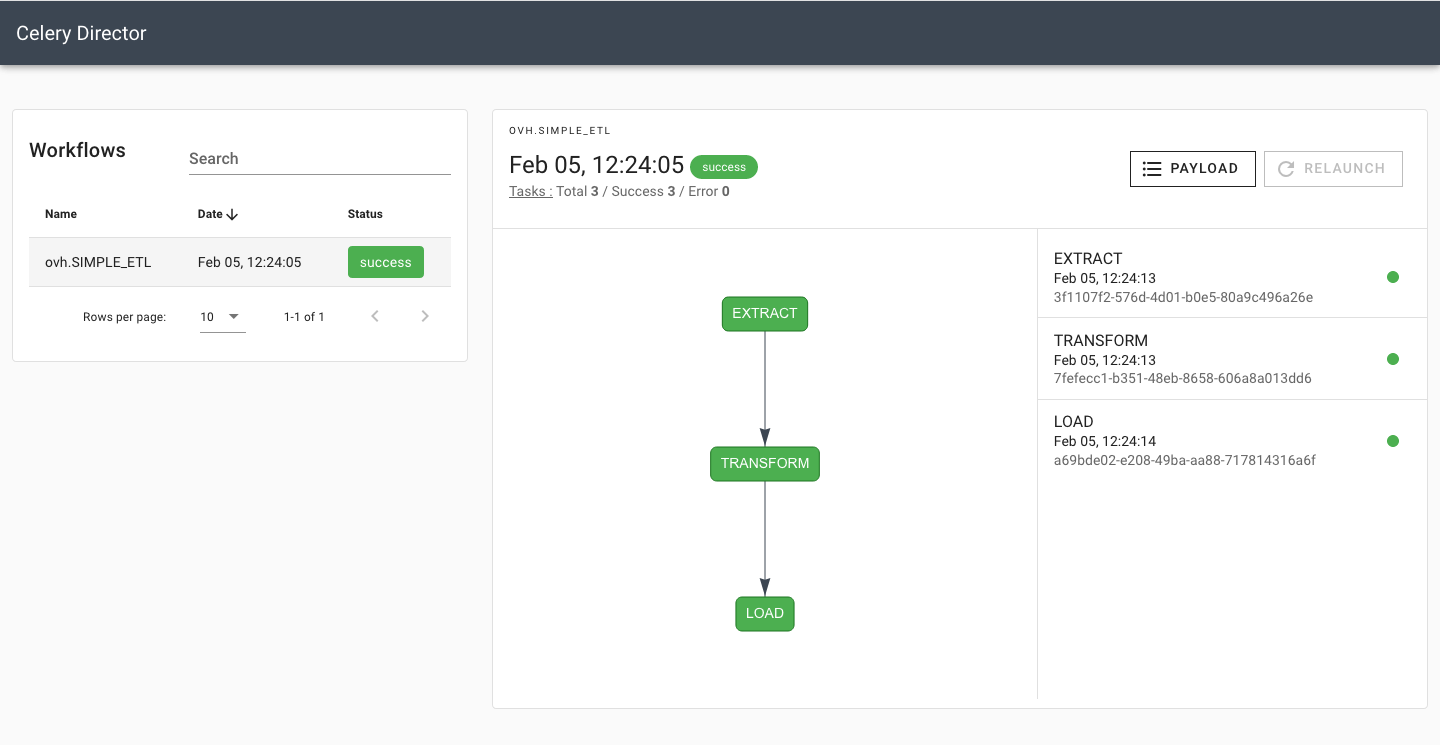 Celery Director
Workflows
Search
Name Date Status
ovh.SIMPLE_ETL Feb 05, 12:24:05 success
Rows per page: 10 1-1 of 1
OVH.SIMPLE_ETL
Feb 05, 12:24:05 success
Tasks : Total 3 / Success 3 / Error 0
PAYLOAD RELAUNCH
EXTRACT
TRANSFORM
LOAD
EXTRACT
Feb 05, 12:24:13
3f1107f2-576d-4d01-b0e5-80a9c496a26e
TRANSFORM
Feb 05, 12:24:13
7fefecc1-b351-48eb-8658-606a8a013dd6
LOAD
Feb 05, 12:24:14
a69bde02-e208-49ba-aa88-717814316a6f